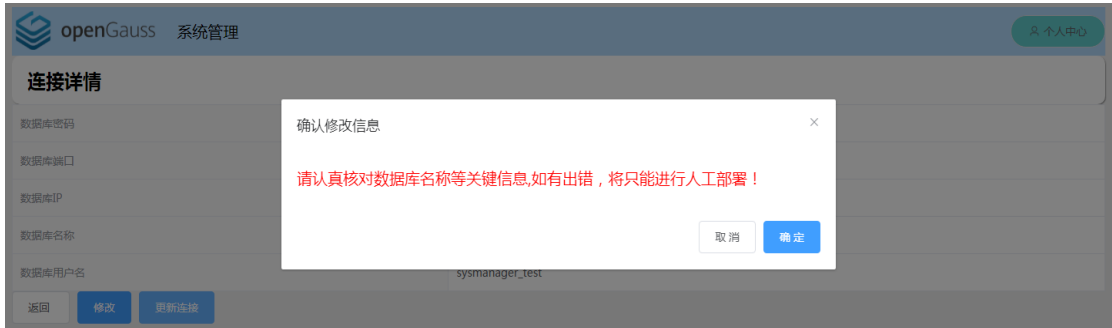 openGauss 系统管理 个人中心
连接详情
数据库密码
确认修改信息
数据库端口
请认真核对数据库名称等关键信息,如有出错，将只能进行人工部署！
数据库IP
数据库名称
取消 确定
数据库用户名 sysmanager_test
返回 修改 更新连接